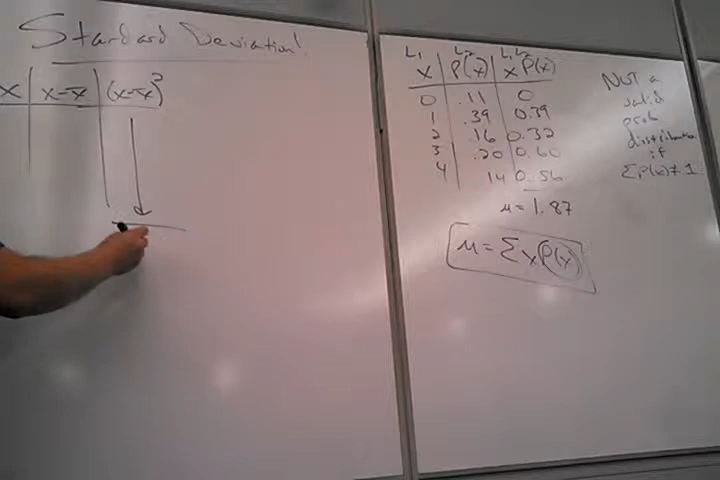 Standard Deviation!
x | x-x̄ | (x-x̄)²
L₁ L₂ L₁L₂
x | P(x) | x P(x)
0 .11 0
1 .39 0.39
2 .16 0.32
3 .20 0.60
4 14 0.56
μ = 1.87
μ = Σ x P(x)
NOT a
valid
prob
distribution
if
ΣP(x) ≠ 1